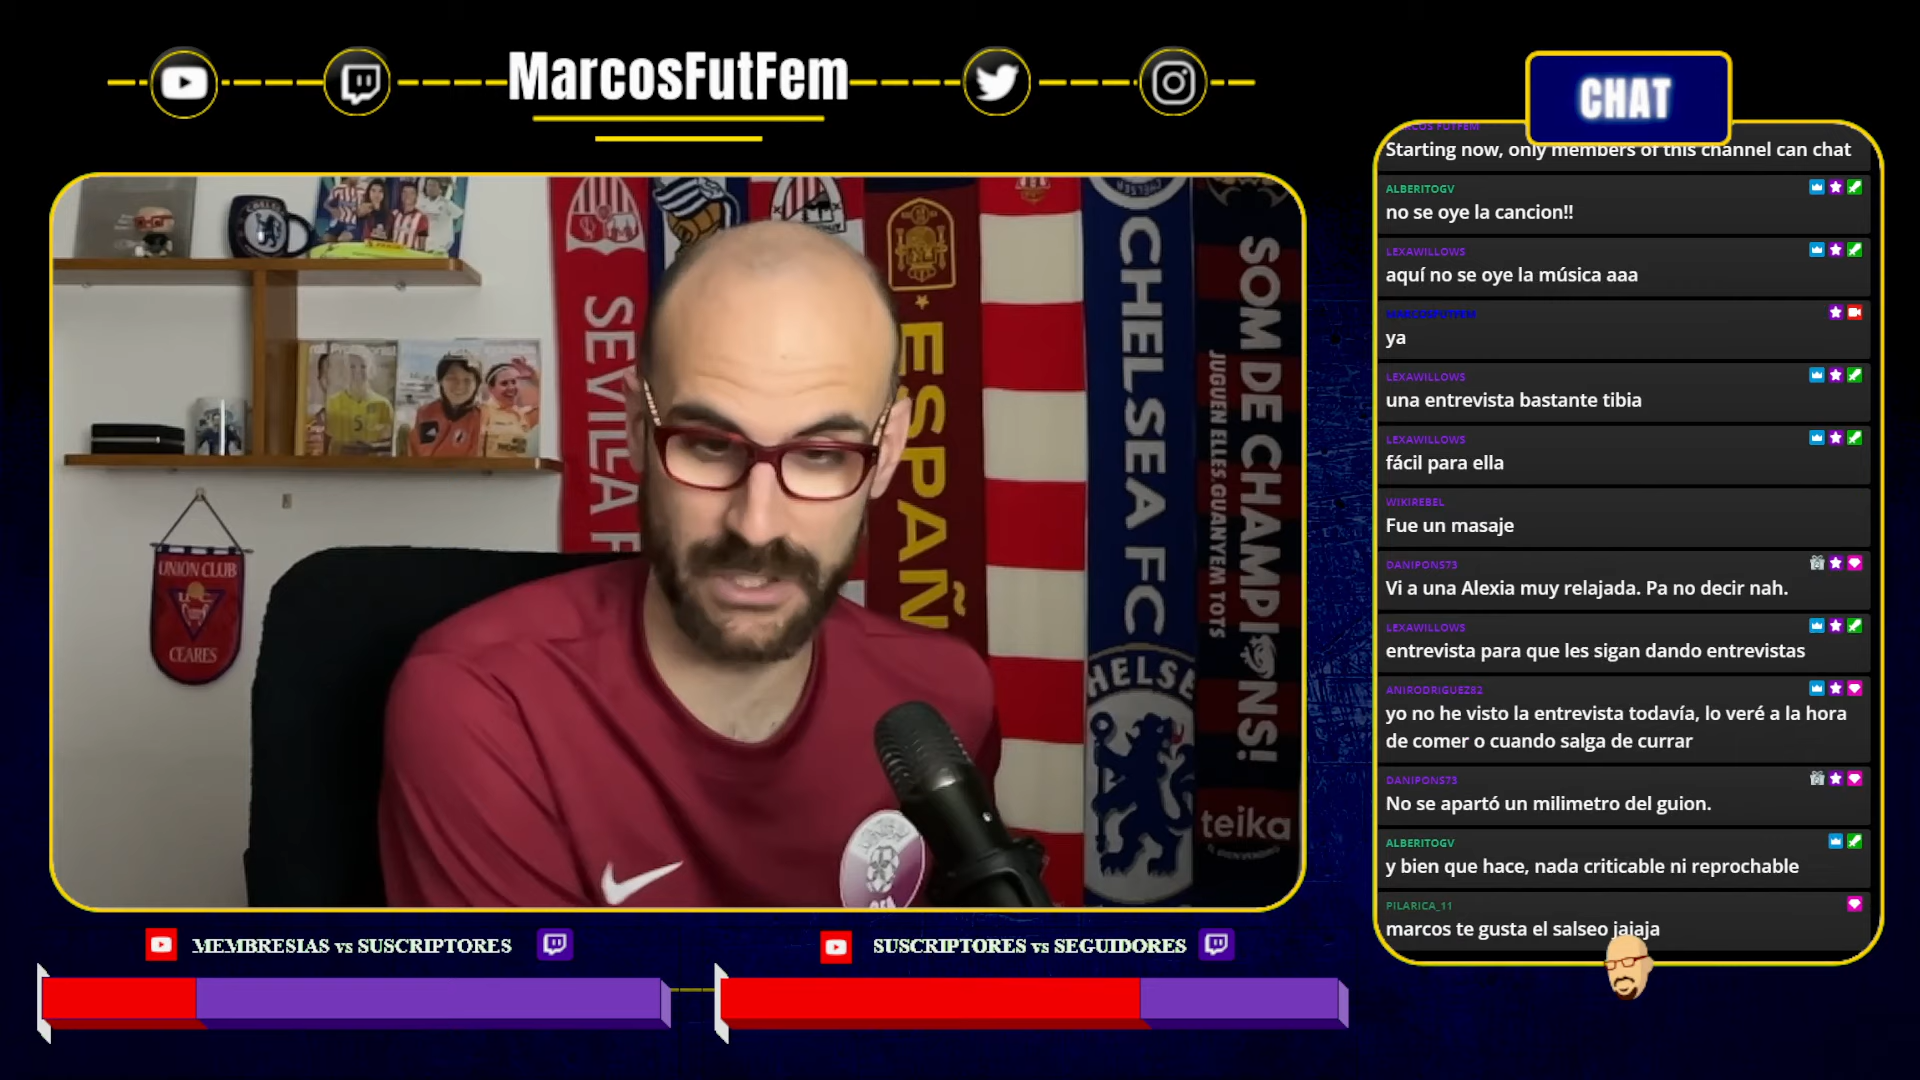 MarcosFutFem
CHAT
Starting now, only members of this channel can chat
ALBERITOGV
no se oye la cancion!!
LEXAWILLOWS
aquí no se oye la música aaa
MARCOSFUTFEM
ya
LEXAWILLOWS
una entrevista bastante tibia
LEXAWILLOWS
fácil para ella
WIKIREBEL
Fue un masaje
DANIPONS73
Vi a una Alexia muy relajada. Pa no decir nah.
LEXAWILLOWS
entrevista para que les sigan dando entrevistas
ANIRODRIGUEZ82
yo no he visto la entrevista todavía, lo veré a la hora
de comer o cuando salga de currar
DANIPONS73
No se apartó un milimetro del guion.
ALBERITOGV
y bien que hace, nada criticable ni reprochable
PILARICA_11
marcos te gusta el salseo jajaja
SEVILLA F
ESPAÑ
CHELSEA FC
HELSE
SOM DE CHAMPIONS!
JUGUEN ELLES, GUANYEM TOTS
teika
UNION CLUB
CEARES
MEMBRESIAS vs SUSCRIPTORES
SUSCRIPTORES vs SEGUIDORES